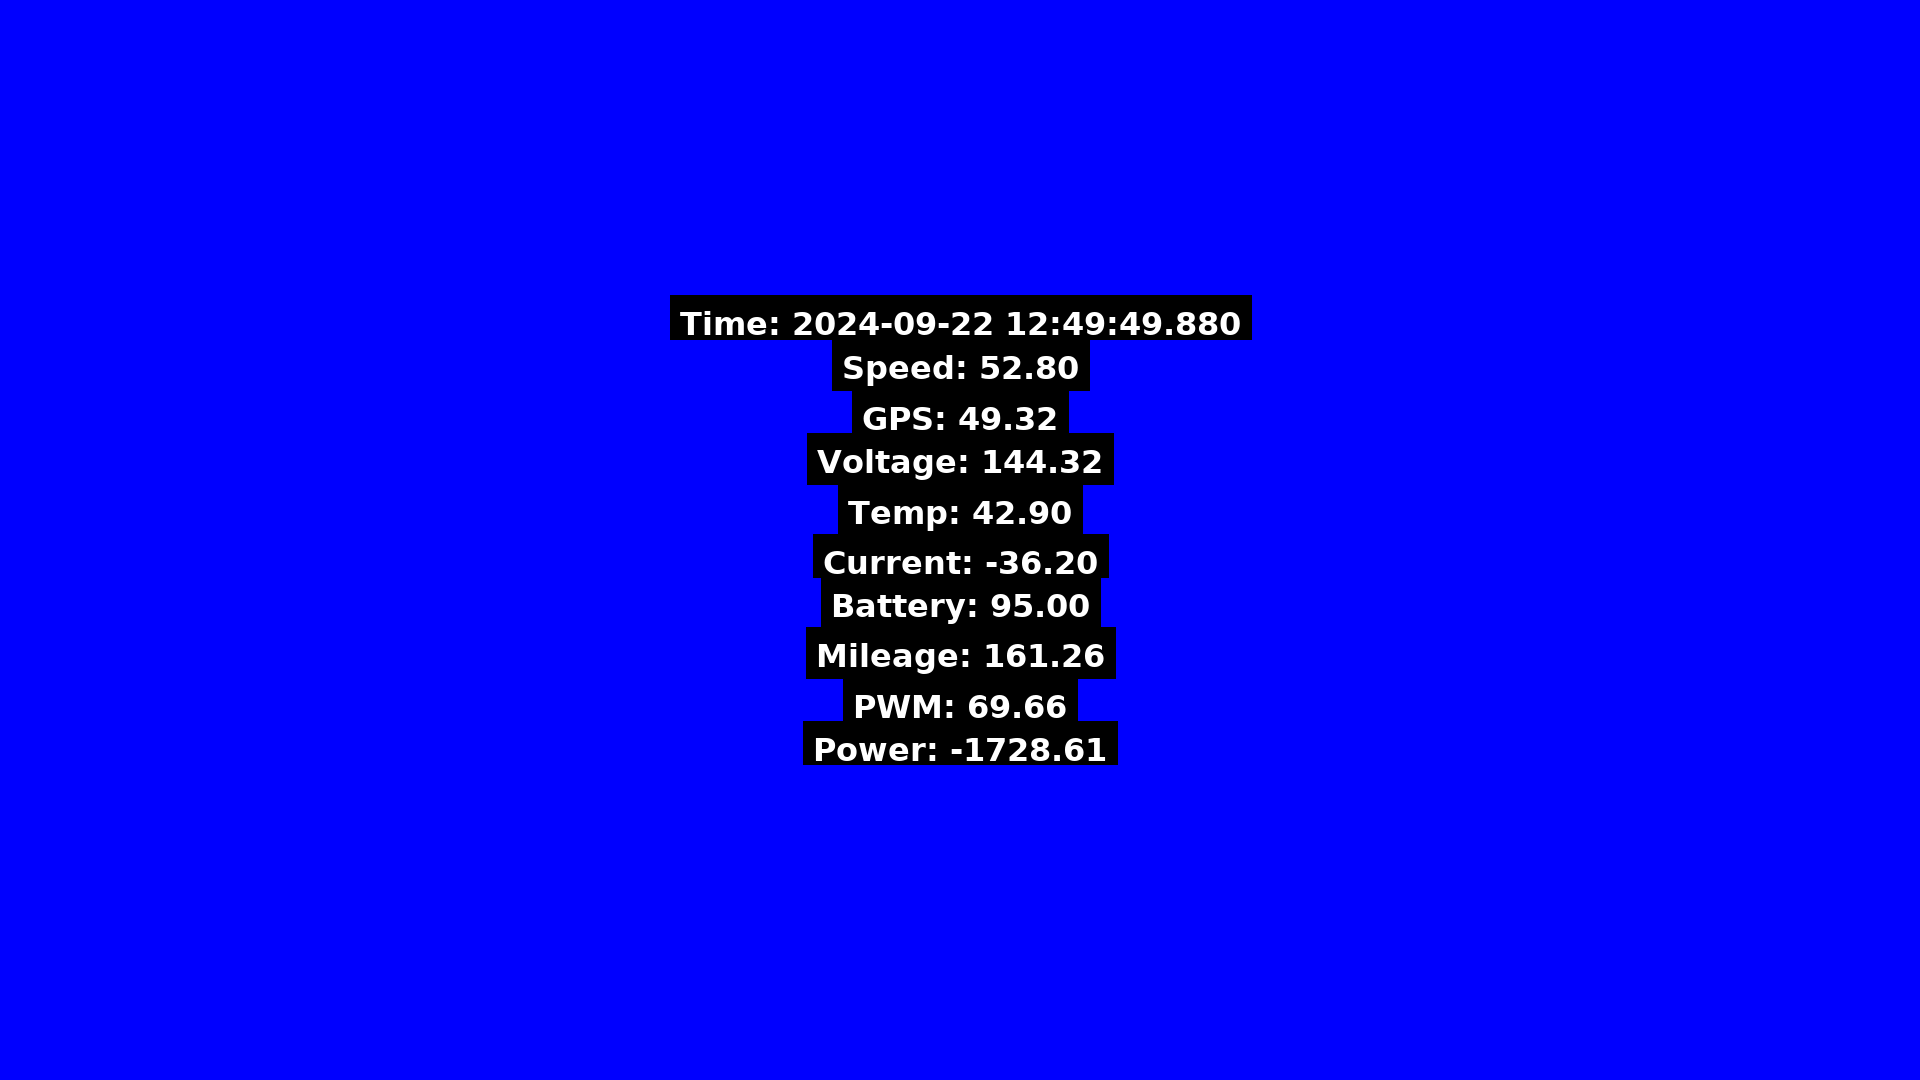 Time: 2024-09-22 12:49:49.880
Speed: 52.80
GPS: 49.32
Voltage: 144.32
Temp: 42.90
Current: -36.20
Battery: 95.00
Mileage: 161.26
PWM: 69.66
Power: -1728.61